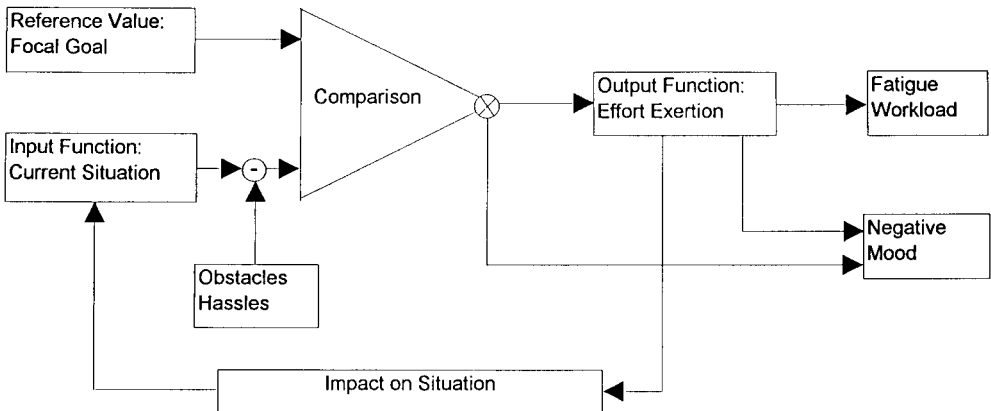 Reference Value:
Focal Goal
Comparison
Output Function:
Effort Exertion
Fatigue
Workload
Input Function:
Current Situation
-
Obstacles
Hassles
Negative
Mood
Impact on Situation